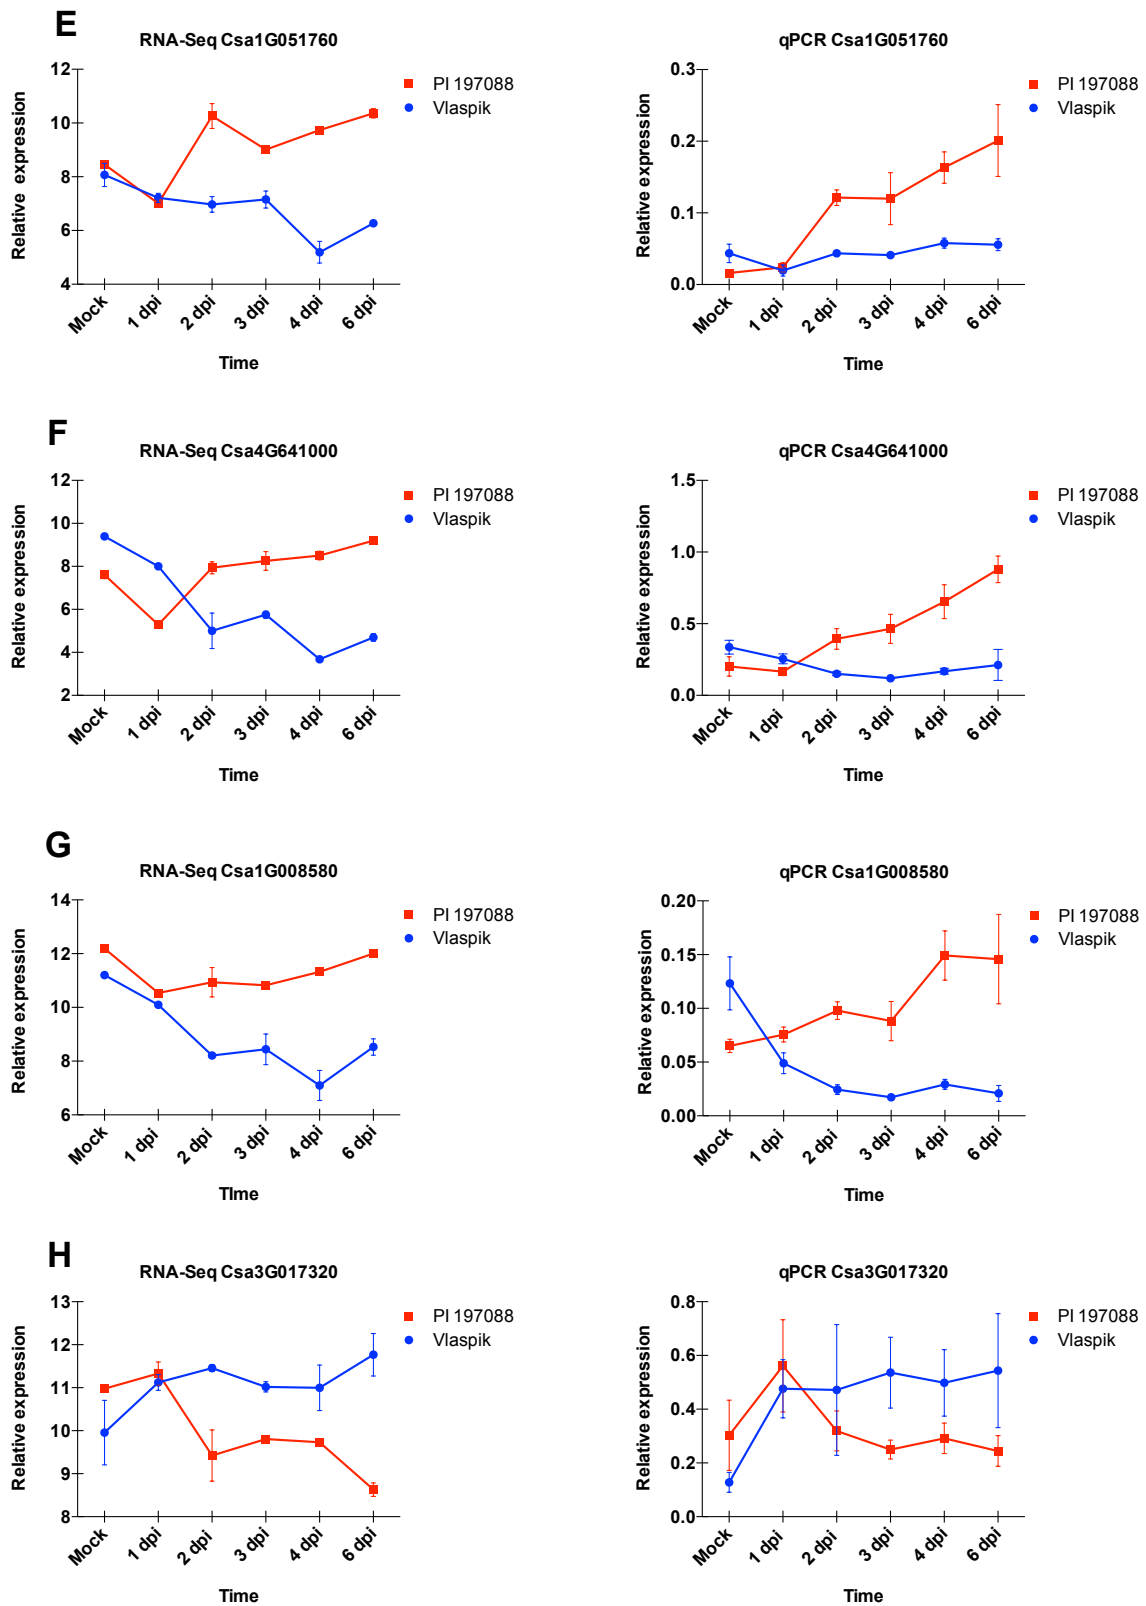 E
RNA-Seq Csa1G051760
Relative expression
12
10
8
6
4
Mock
1 dpi
2 dpi
3 dpi
4 dpi
6 dpi
Time
PI 197088
Vlaspik
qPCR Csa1G051760
Relative expression
0.3
0.2
0.1
0.0
Mock
1 dpi
2 dpi
3 dpi
4 dpi
6 dpi
Time
PI 197088
Vlaspik
F
RNA-Seq Csa4G641000
Relative expression
12
10
8
6
4
2
Mock
1 dpi
2 dpi
3 dpi
4 dpi
6 dpi
Time
PI 197088
Vlaspik
qPCR Csa4G641000
Relative expression
1.5
1.0
0.5
0.0
Mock
1 dpi
2 dpi
3 dpi
4 dpi
6 dpi
Time
PI 197088
Vlaspik
G
RNA-Seq Csa1G008580
Relative expression
14
12
10
8
6
Mock
1 dpi
2 dpi
3 dpi
4 dpi
6 dpi
TIme
PI 197088
Vlaspik
qPCR Csa1G008580
Relative expression
0.20
0.15
0.10
0.05
0.00
Mock
1 dpi
2 dpi
3 dpi
4 dpi
6 dpi
Time
PI 197088
Vlaspik
H
RNA-Seq Csa3G017320
Relative expression
13
12
11
10
9
8
Mock
1 dpi
2 dpi
3 dpi
4 dpi
6 dpi
Time
PI 197088
Vlaspik
qPCR Csa3G017320
Relative expression
0.8
0.6
0.4
0.2
0.0
Mock
1 dpi
2 dpi
3 dpi
4 dpi
6 dpi
Time
PI 197088
Vlaspik